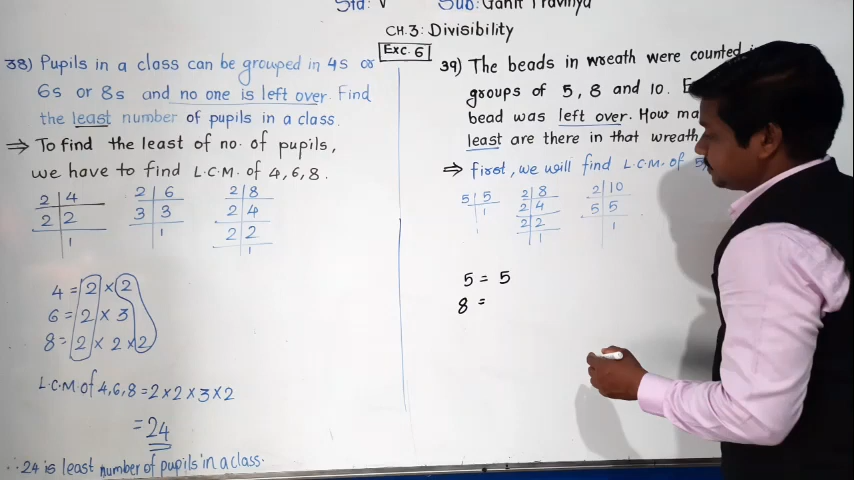 Std: V Sub: Ganit Pravinya
CH.3: Divisibility
Exc. 6
38) Pupils in a class can be grouped in 4s or
6s or 8s and no one is left over. Find
the least number of pupils in a class.
⇒ To find the least of no. of pupils,
we have to find L.C.M. of 4, 6, 8.
2 | 4
2 | 2
1
2 | 6
3 | 3
1
2 | 8
2 | 4
2 | 2
1
4 = 2 × 2
6 = 2 × 3
8 = 2 × 2 × 2
L.C.M. of 4,6,8 = 2 × 2 × 3 × 2
= 24
∴ 24 is least number of pupils in a class.
39) The beads in wreath were counted
groups of 5, 8 and 10.
bead was left over. How
least are there in that wreath
⇒ first, we will find L.C.M. of 5,
5 | 5
1
2 | 8
2 | 4
2 | 2
1
2 | 10
5 | 5
1
5 = 5
8 =